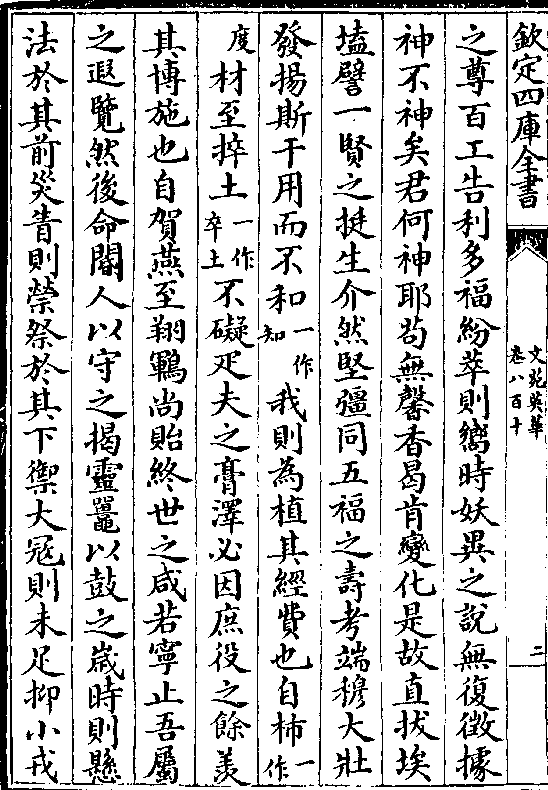 欽定四庫全書
文苑英華
卷八百十
二
之尊百工告利多福紛萃則嚮時妖異之說無復徵據
神不神矣君何神耶茍無馨香曷肯變化是故直拔埃
壒譬一賢之挺生介然堅彊同五福之壽考端穆大壯
發揚斯干用而不和一作知我則為植其經費也自柿一作
度材至捽土一作卒土不礙疋夫之膏澤必因庶役之餘羡
其博施也自賀燕至翔鷃尚貽終世之咸若寧止吾屬
之遐覽然後命閽人以守之揭靈鼉以鼓之歲時則懸
法於其前災眚則禜祭於其下禦大冦則未足抑小戎